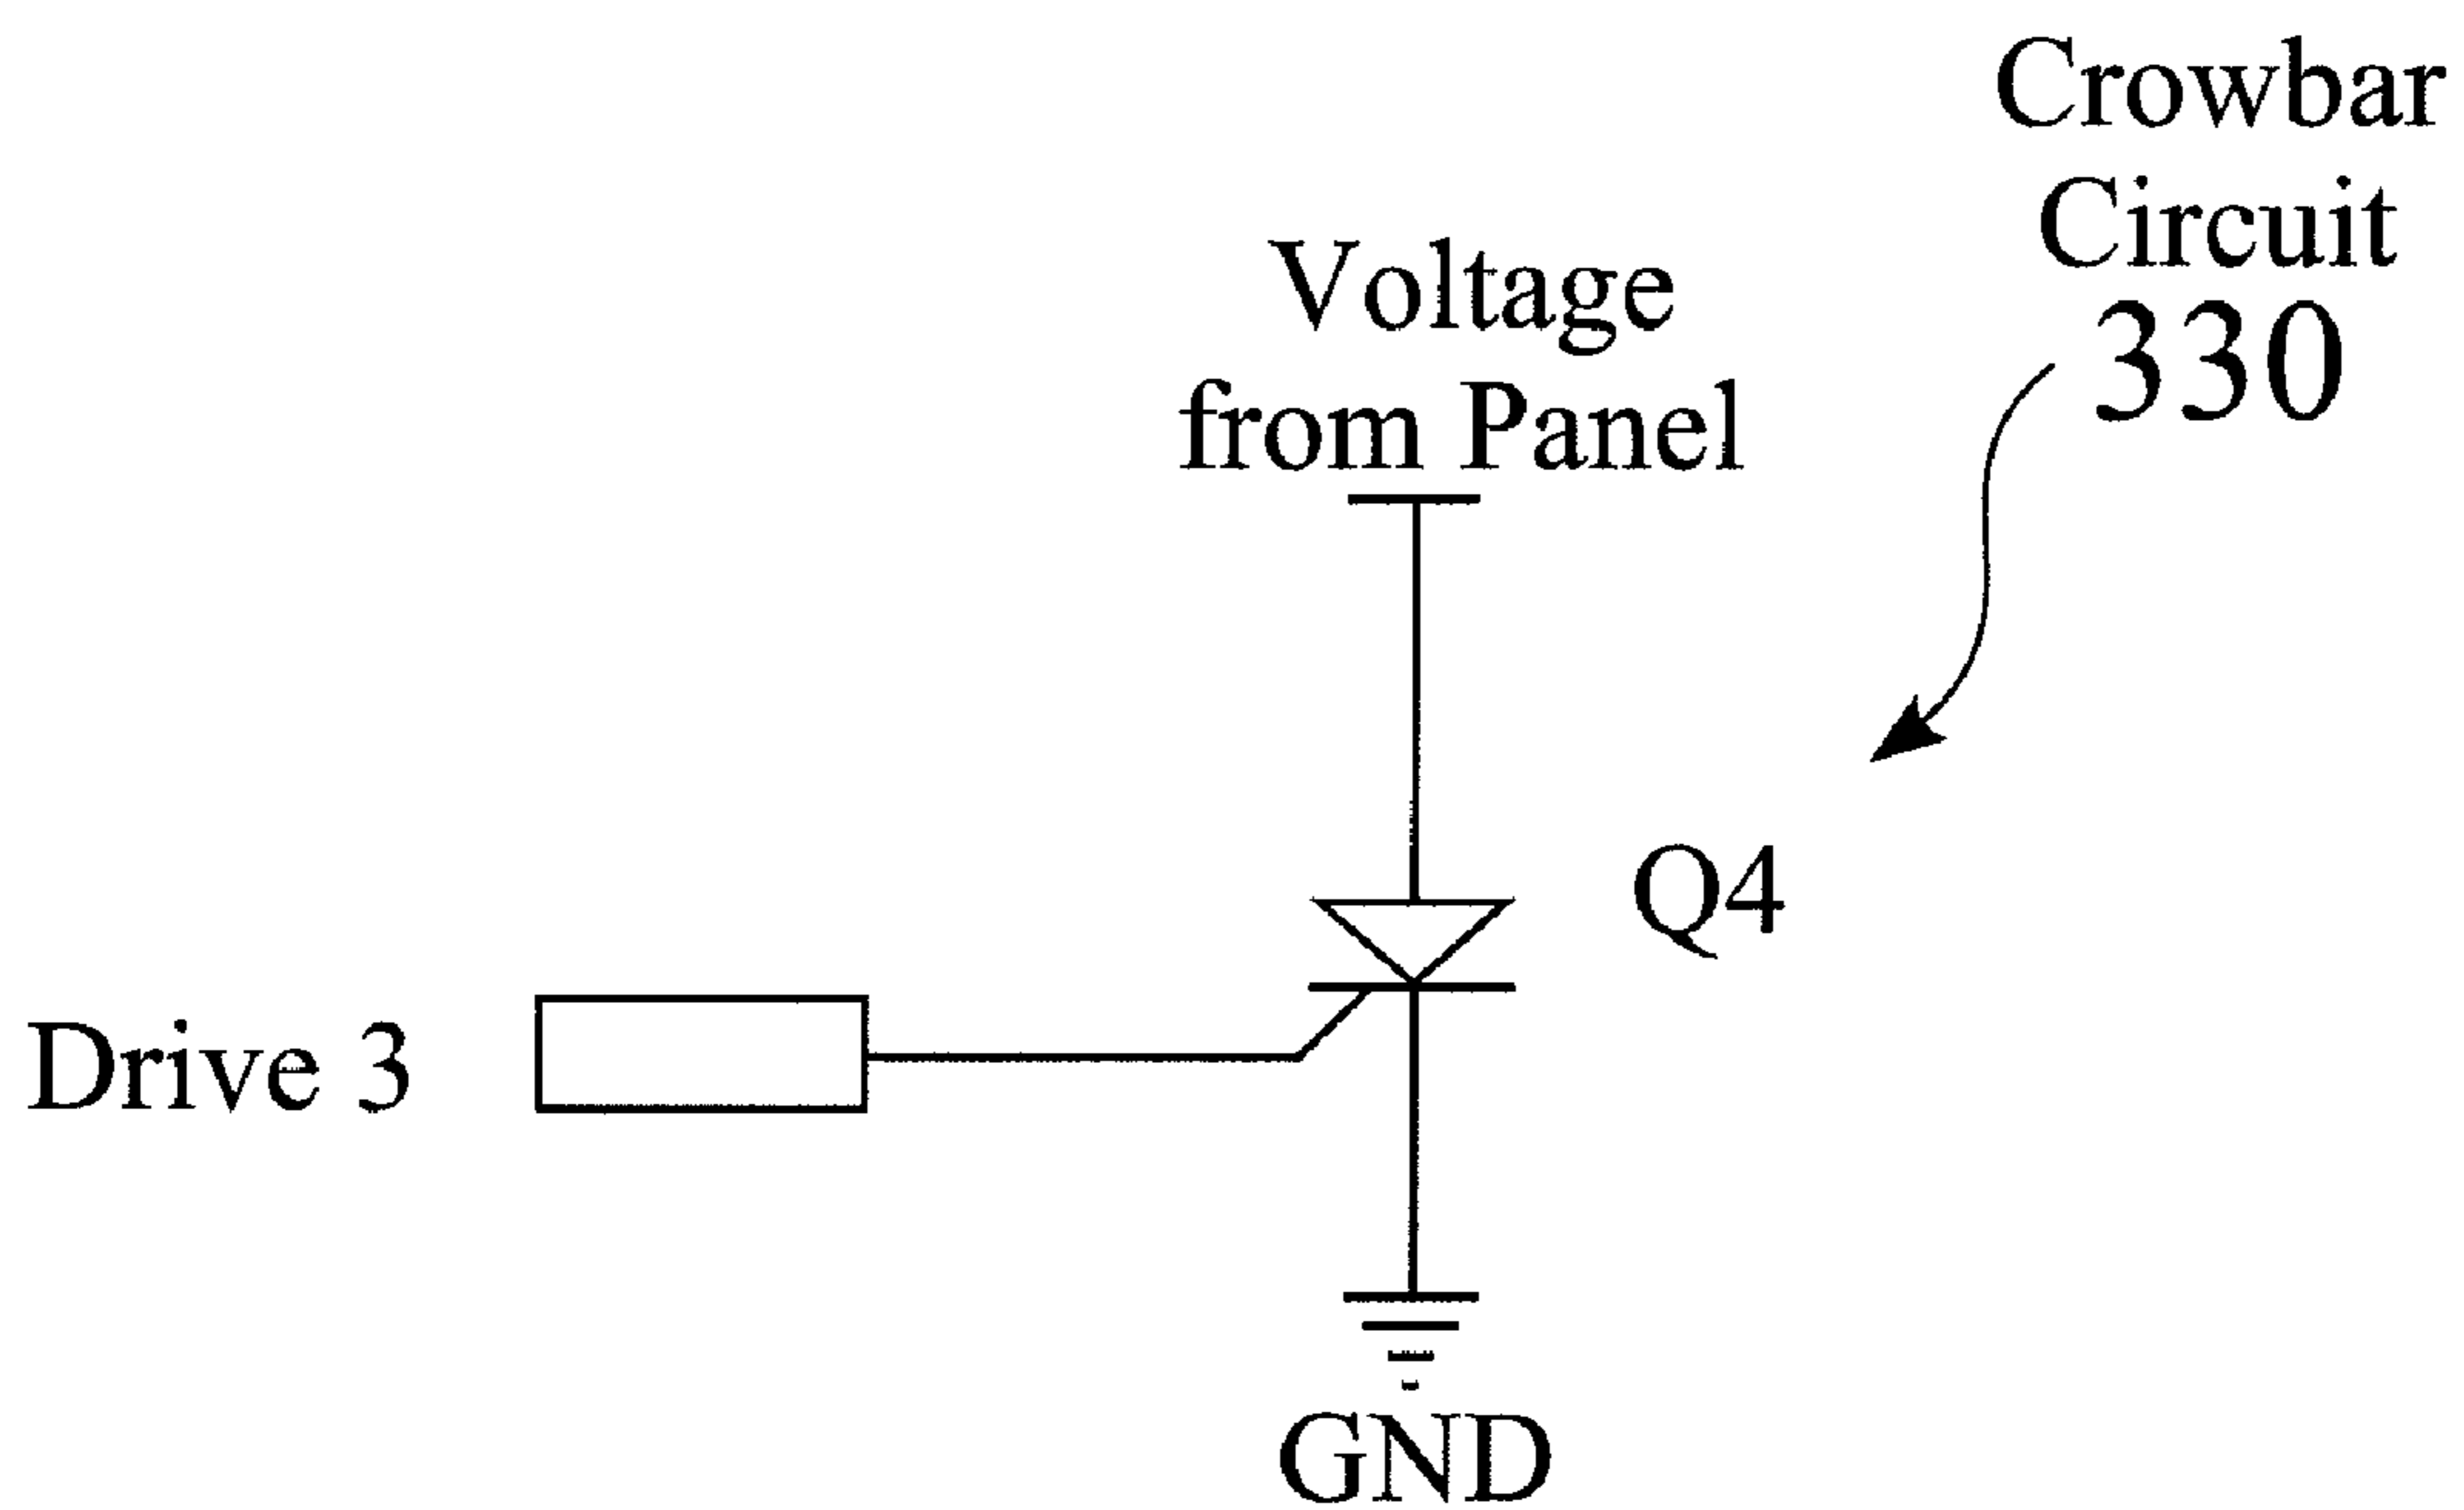 Crowbar
Circuit
330
Voltage
from Panel
Q4
Drive 3
GND